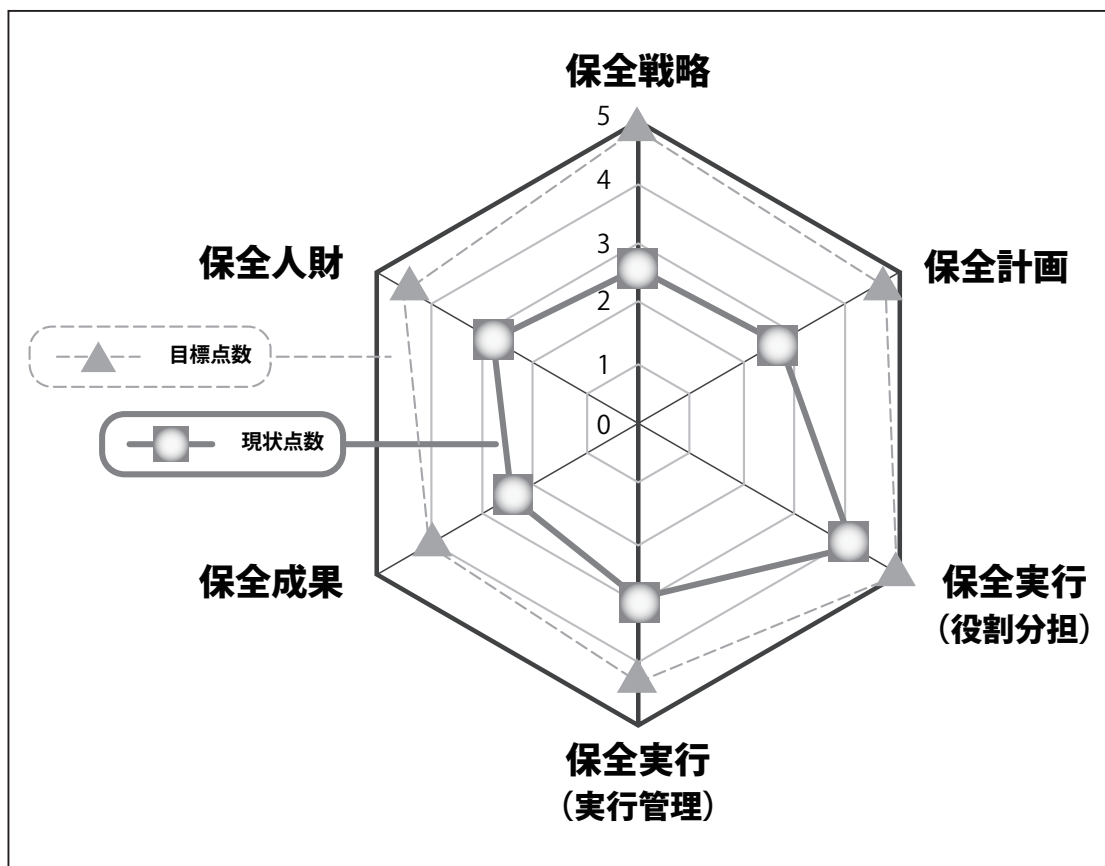 保全戦略
5
4
3
2
1
0
保全人財
保全計画
目標点数
現状点数
保全成果
保全実行
（役割分担）
保全実行
（実行管理）